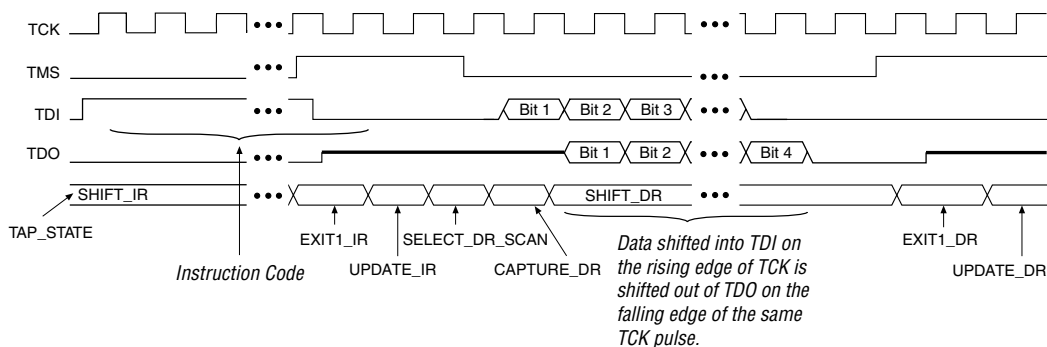 TCK
TMS
TDI Bit 1 Bit 2 Bit 3
TDO Bit 1 Bit 2 Bit 4
SHIFT_IR SHIFT_DR
TAP_STATE
EXIT1_IR SELECT_DR_SCAN EXIT1_DR
Instruction Code UPDATE_IR CAPTURE_DR UPDATE_DR
Data shifted into TDI on
the rising edge of TCK is
shifted out of TDO on the
falling edge of the same
TCK pulse.